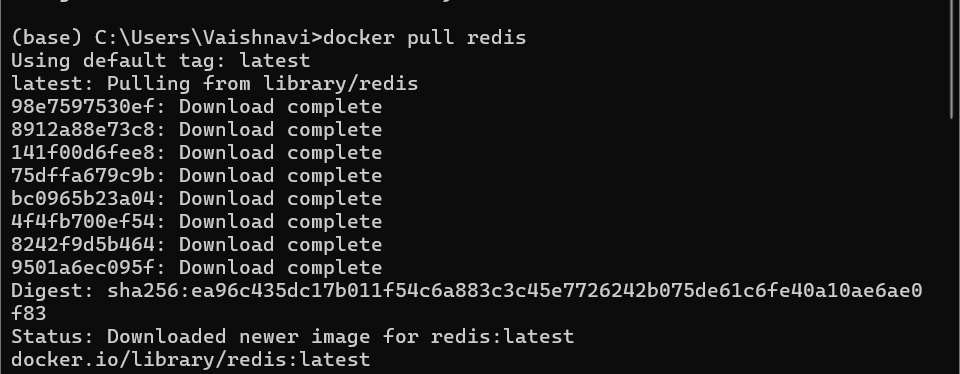 (base) C:\Users\Vaishnavi>docker pull redis
Using default tag: latest
latest: Pulling from library/redis
98e7597530ef: Download complete
8912a88e73c8: Download complete
141f00d6fee8: Download complete
75dffa679c9b: Download complete
bc0965b23a04: Download complete
4f4fb700ef54: Download complete
8242f9d5b464: Download complete
9501a6ec095f: Download complete
Digest: sha256:ea96c435dc17b011f54c6a883c3c45e7726242b075de61c6fe40a10ae6ae0
f83
Status: Downloaded newer image for redis:latest
docker.io/library/redis:latest